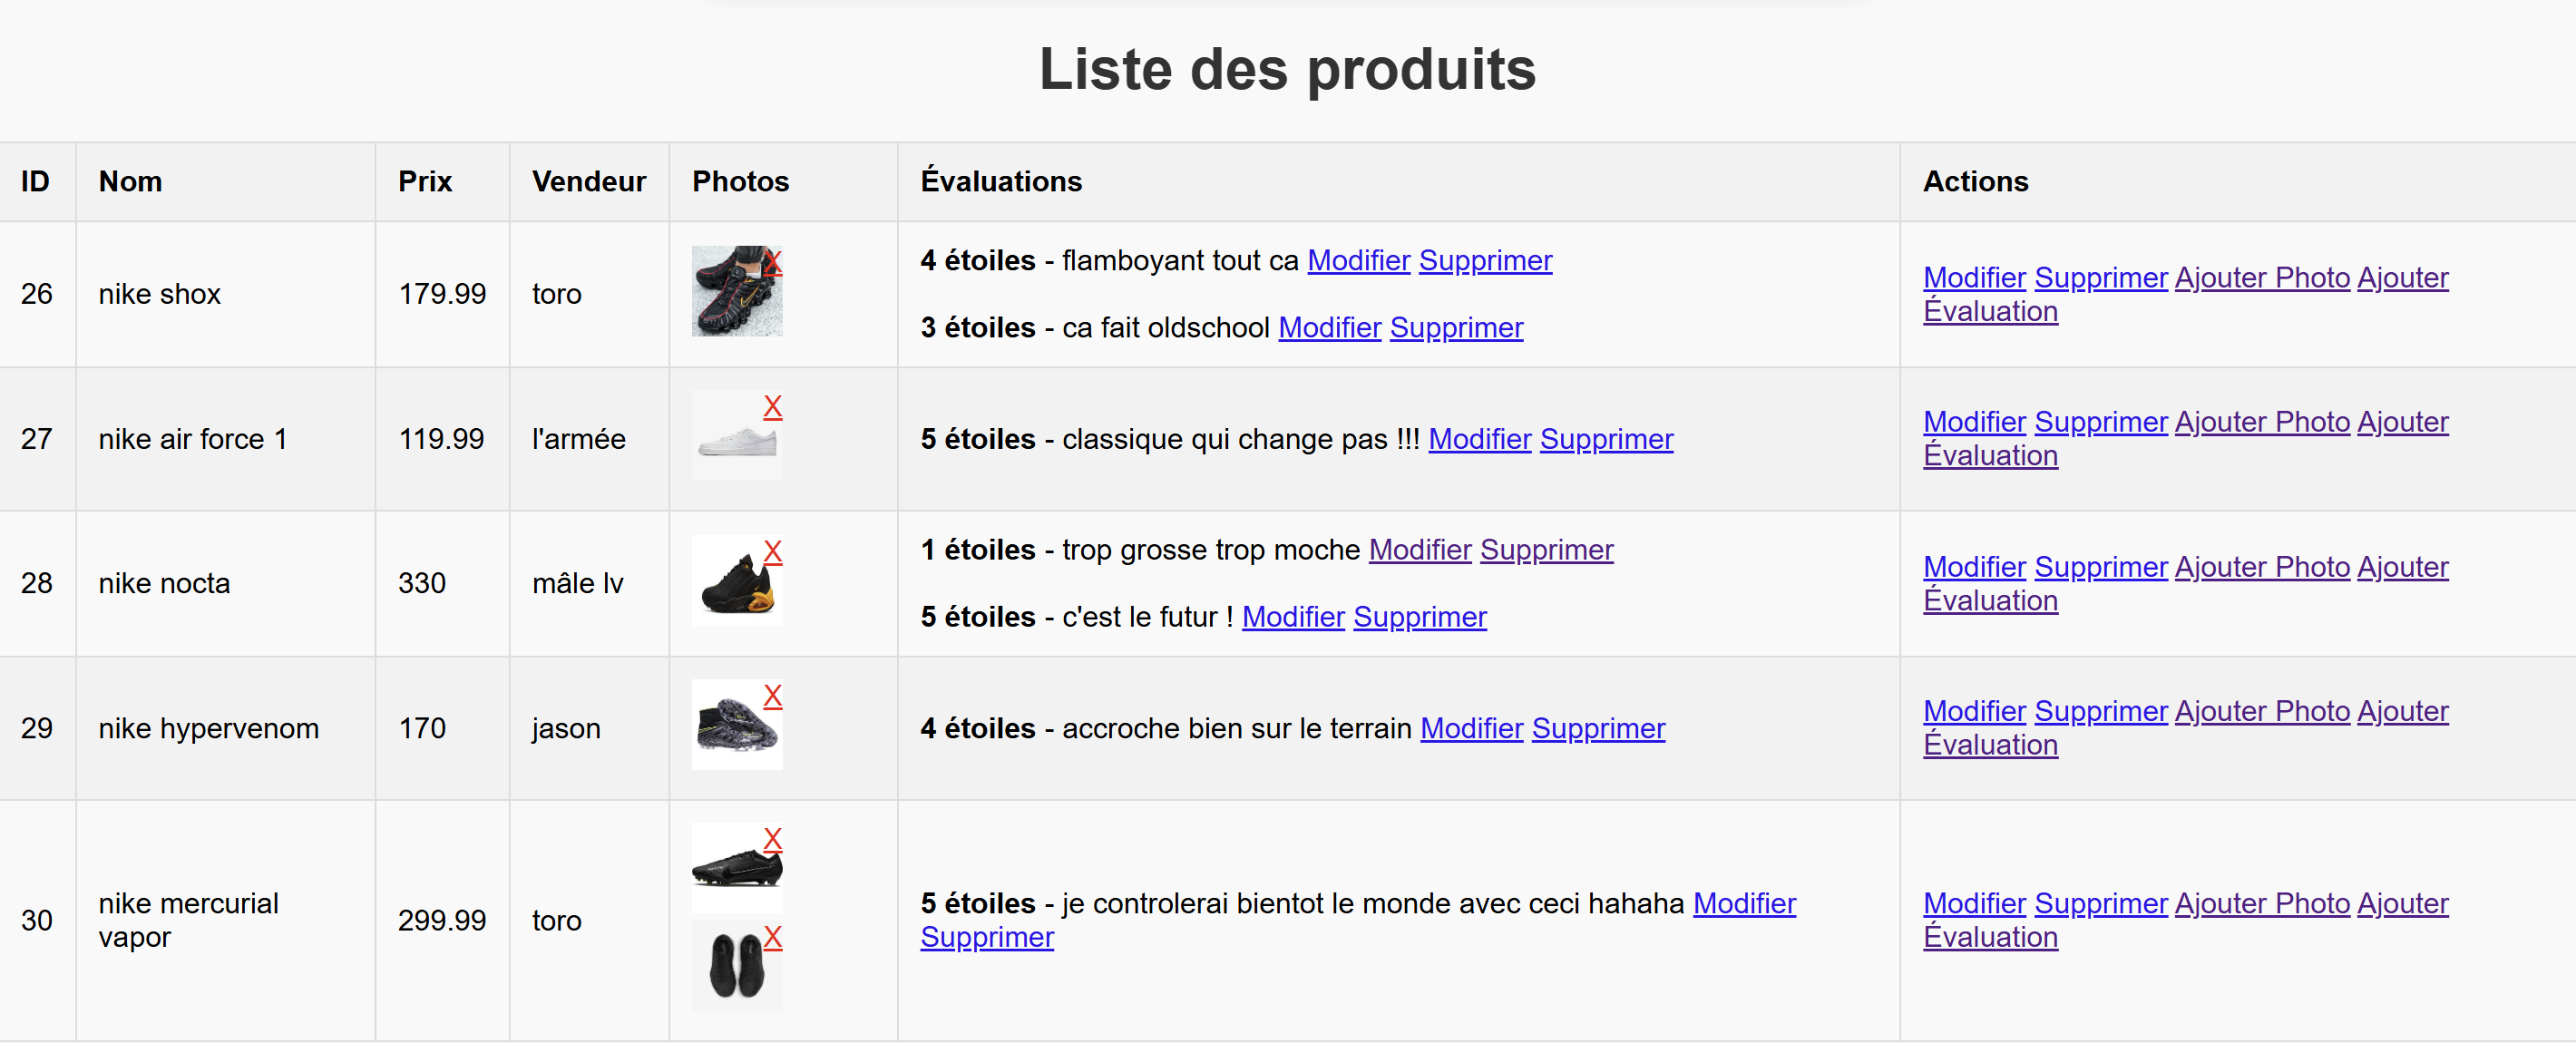 Liste des produits
ID Nom Prix Vendeur Photos Évaluations Actions
26 nike shox 179.99 toro X
4 étoiles - flamboyant tout ca Modifier Supprimer
3 étoiles - ca fait oldschool Modifier Supprimer
Modifier Supprimer Ajouter Photo Ajouter
Évaluation
27 nike air force 1 119.99 l'armée X
5 étoiles - classique qui change pas !!! Modifier Supprimer
Modifier Supprimer Ajouter Photo Ajouter
Évaluation
28 nike nocta 330 mâle lv X
1 étoiles - trop grosse trop moche Modifier Supprimer
5 étoiles - c'est le futur ! Modifier Supprimer
Modifier Supprimer Ajouter Photo Ajouter
Évaluation
29 nike hypervenom 170 jason X
4 étoiles - accroche bien sur le terrain Modifier Supprimer
Modifier Supprimer Ajouter Photo Ajouter
Évaluation
30 nike mercurial
vapor
299.99 toro X
X
5 étoiles - je controlerai bientot le monde avec ceci hahaha Modifier
Supprimer
Modifier Supprimer Ajouter Photo Ajouter
Évaluation